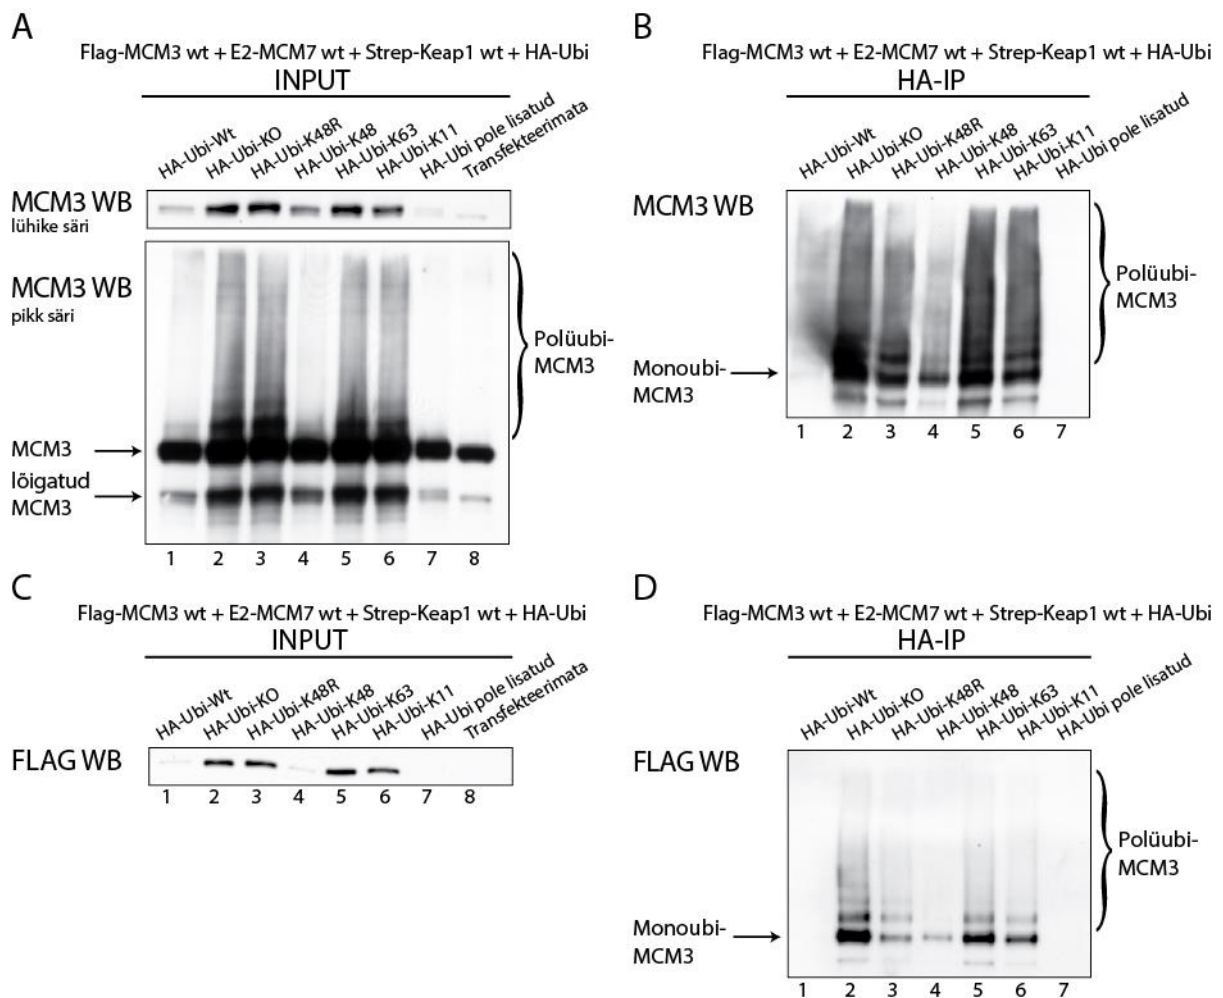 A
Flag-MCM3 wt + E2-MCM7 wt + Strep-Keap1 wt + HA-Ubi
INPUT
HA-Ubi-Wt
HA-Ubi-KO
HA-Ubi-K48R
HA-Ubi-K48
HA-Ubi-K63
HA-Ubi-K11
HA-Ubi pole lisatud
Transfekteerimata
MCM3 WB
lühike säri
MCM3 WB
pikk säri
Polüubi-
MCM3
MCM3
lõigatud
MCM3
1 2 3 4 5 6 7 8
B
Flag-MCM3 wt + E2-MCM7 wt + Strep-Keap1 wt + HA-Ubi
HA-IP
HA-Ubi-Wt
HA-Ubi-KO
HA-Ubi-K48R
HA-Ubi-K48
HA-Ubi-K63
HA-Ubi-K11
HA-Ubi pole lisatud
MCM3 WB
Polüubi-
MCM3
Monoubi-
MCM3
1 2 3 4 5 6 7
C
Flag-MCM3 wt + E2-MCM7 wt + Strep-Keap1 wt + HA-Ubi
INPUT
HA-Ubi-Wt
HA-Ubi-KO
HA-Ubi-K48R
HA-Ubi-K48
HA-Ubi-K63
HA-Ubi-K11
HA-Ubi pole lisatud
Transfekteerimata
FLAG WB
1 2 3 4 5 6 7 8
D
Flag-MCM3 wt + E2-MCM7 wt + Strep-Keap1 wt + HA-Ubi
HA-IP
HA-Ubi-Wt
HA-Ubi-KO
HA-Ubi-K48R
HA-Ubi-K48
HA-Ubi-K63
HA-Ubi-K11
HA-Ubi pole lisatud
FLAG WB
Polüubi-
MCM3
Monoubi-
MCM3
1 2 3 4 5 6 7